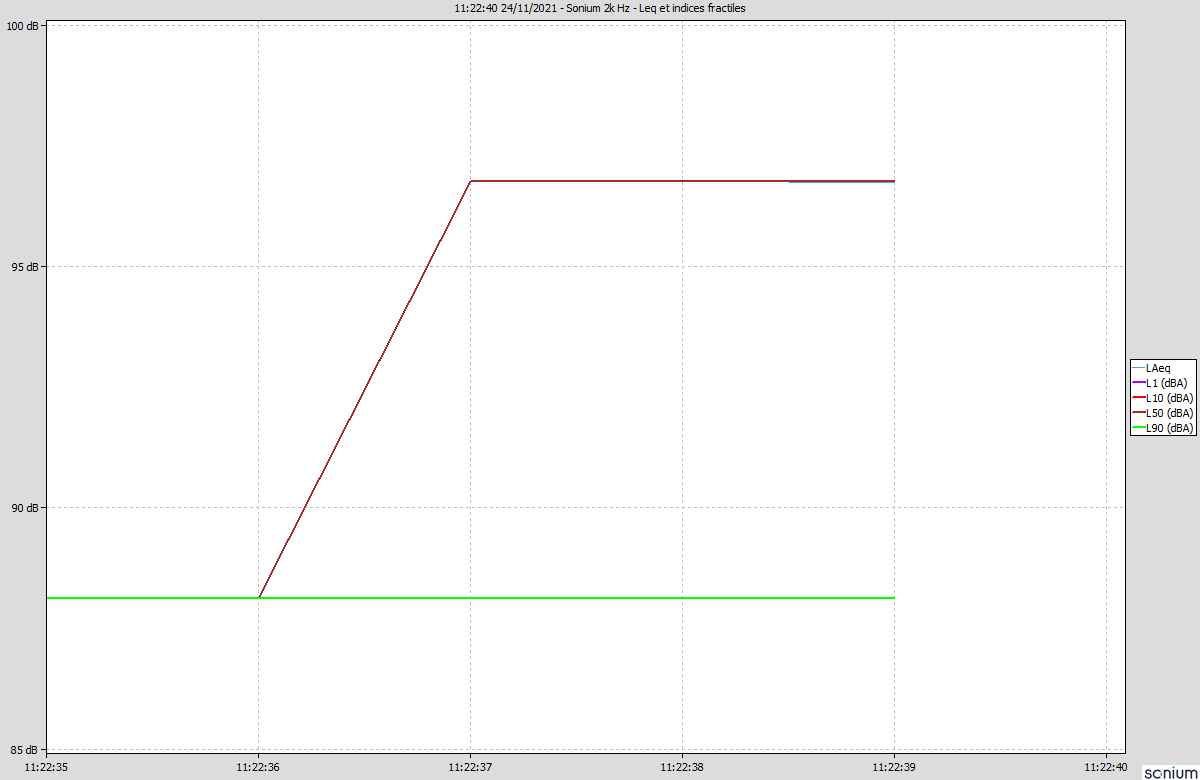 11:22:40 24/11/2021 - Sonium 2k Hz - Leq et indices fractiles
100 dB
95 dB
90 dB
85 dB
11:22:35
11:22:36
11:22:37
11:22:38
11:22:39
11:22:40
LAeq
L1 (dBA)
L10 (dBA)
L50 (dBA)
L90 (dBA)
sonium